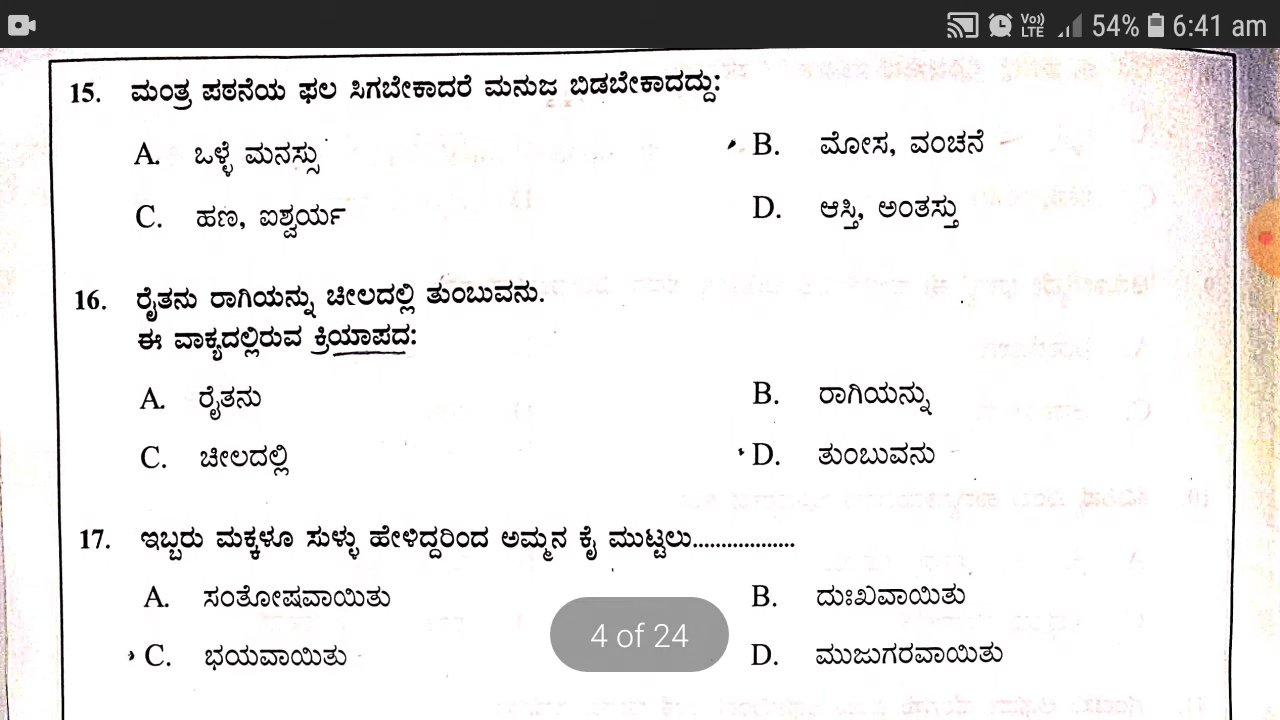 Vo)) LTE 54% 6:41 am
15. ಮಂತ್ರ ಪಠನೆಯ ಫಲ ಸಿಗಬೇಕಾದರೆ ಮನುಜ ಬಿಡಬೇಕಾದದ್ದು:
A. ಒಳ್ಳೆ ಮನಸ್ಸು B. ಮೋಸ, ವಂಚನೆ
C. ಹಣ, ಐಶ್ವರ್ಯ D. ಆಸ್ತಿ, ಅಂತಸ್ತು
16. ರೈತನು ರಾಗಿಯನ್ನು ಚೀಲದಲ್ಲಿ ತುಂಬುವನು.
ಈ ವಾಕ್ಯದಲ್ಲಿರುವ ಕ್ರಿಯಾಪದ:
A. ರೈತನು B. ರಾಗಿಯನ್ನು
C. ಚೀಲದಲ್ಲಿ D. ತುಂಬುವನು
17. ಇಬ್ಬರು ಮಕ್ಕಳೂ ಸುಳ್ಳು ಹೇಳಿದ್ದರಿಂದ ಅಮ್ಮನ ಕೈ ಮುಟ್ಟಲು..................
A. ಸಂತೋಷವಾಯಿತು B. ದುಃಖವಾಯಿತು
C. ಭಯವಾಯಿತು D. ಮುಜುಗರವಾಯಿತು
4 of 24